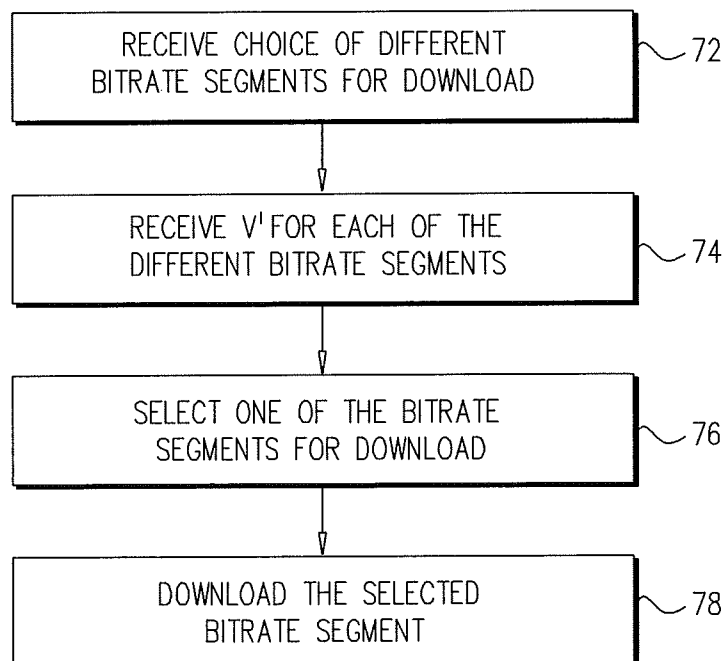 RECEIVE CHOICE OF DIFFERENT
BITRATE SEGMENTS FOR DOWNLOAD
72
RECEIVE V' FOR EACH OF THE
DIFFERENT BITRATE SEGMENTS
74
SELECT ONE OF THE BITRATE
SEGMENTS FOR DOWNLOAD
76
DOWNLOAD THE SELECTED
BITRATE SEGMENT
78